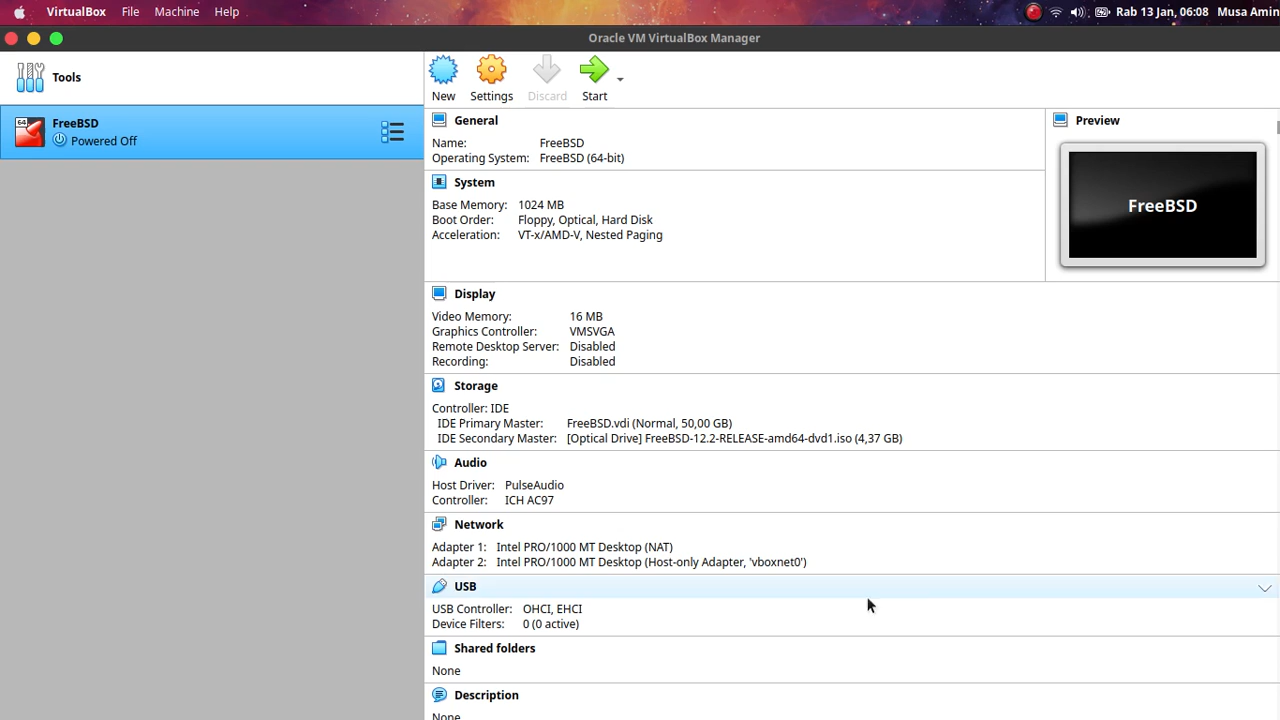 VirtualBox File Machine Help Rab 13 Jan, 06:08 Musa Amin
Oracle VM VirtualBox Manager
Tools
New Settings Discard Start
64
FreeBSD
Powered Off
General
Name: FreeBSD
Operating System: FreeBSD (64-bit)
Preview
FreeBSD
System
Base Memory: 1024 MB
Boot Order: Floppy, Optical, Hard Disk
Acceleration: VT-x/AMD-V, Nested Paging
Display
Video Memory: 16 MB
Graphics Controller: VMSVGA
Remote Desktop Server: Disabled
Recording: Disabled
Storage
Controller: IDE
IDE Primary Master: FreeBSD.vdi (Normal, 50,00 GB)
IDE Secondary Master: [Optical Drive] FreeBSD-12.2-RELEASE-amd64-dvd1.iso (4,37 GB)
Audio
Host Driver: PulseAudio
Controller: ICH AC97
Network
Adapter 1: Intel PRO/1000 MT Desktop (NAT)
Adapter 2: Intel PRO/1000 MT Desktop (Host-only Adapter, 'vboxnet0')
USB
USB Controller: OHCI, EHCI
Device Filters: 0 (0 active)
Shared folders
None
Description
None